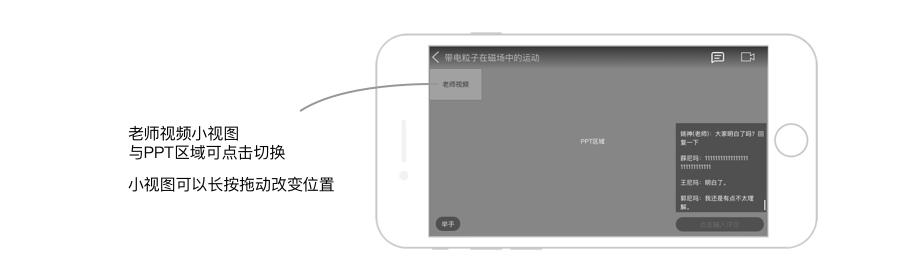 带电粒子在磁场中的运动
老师视频
老师视频小视图
与PPT区域可点击切换
小视图可以长按拖动改变位置
PPT区域
姚神(老师)：大家明白了吗？回
复一下
薛尼玛：11111111111111111
111111111111
王尼玛：明白了。
郭尼玛：我还是有点不太理
解。
举手
点击输入评论